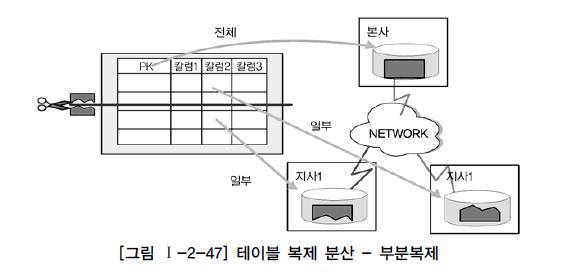 전체
본사
PK 칼럼1 칼럼2 칼럼3
일부
NETWORK
일부
지사1
지사1
[그림 Ⅰ-2-47] 테이블 복제 분산 - 부분복제